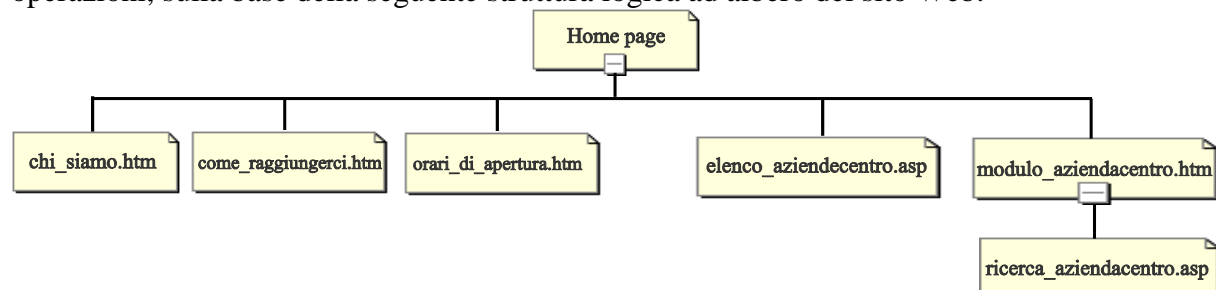 operazioni, sulla base della seguente struttura logica ad albero del sito Web:
Home page
chi_siamo.htm
come_raggiungerci.htm
orari_di_apertura.htm
elenco_aziendecentro.asp
modulo_aziendacentro.htm
ricerca_aziendacentro.asp